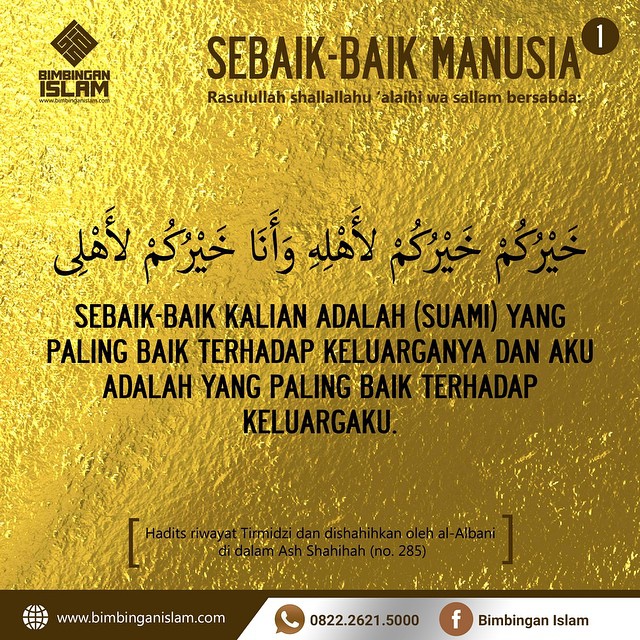 BIMBINGAN
ISLAM
www.bimbinganislam.com
SEBAIK-BAIK MANUSIA
1
Rasulullah shallallahu 'alaihi wa sallam bersabda:
خَيْرُكُمْ خَيْرُكُمْ لأَهْلِهِ وَأَنَا خَيْرُكُمْ لأَهْلِى
SEBAIK-BAIK KALIAN ADALAH (SUAMI) YANG
PALING BAIK TERHADAP KELUARGANYA DAN AKU
ADALAH YANG PALING BAIK TERHADAP
KELUARGAKU.
Hadits riwayat Tirmidzi dan dishahihkan oleh al-Albani
di dalam Ash Shahihah (no. 285)
www.bimbinganislam.com
0822.2621.5000
Bimbingan Islam